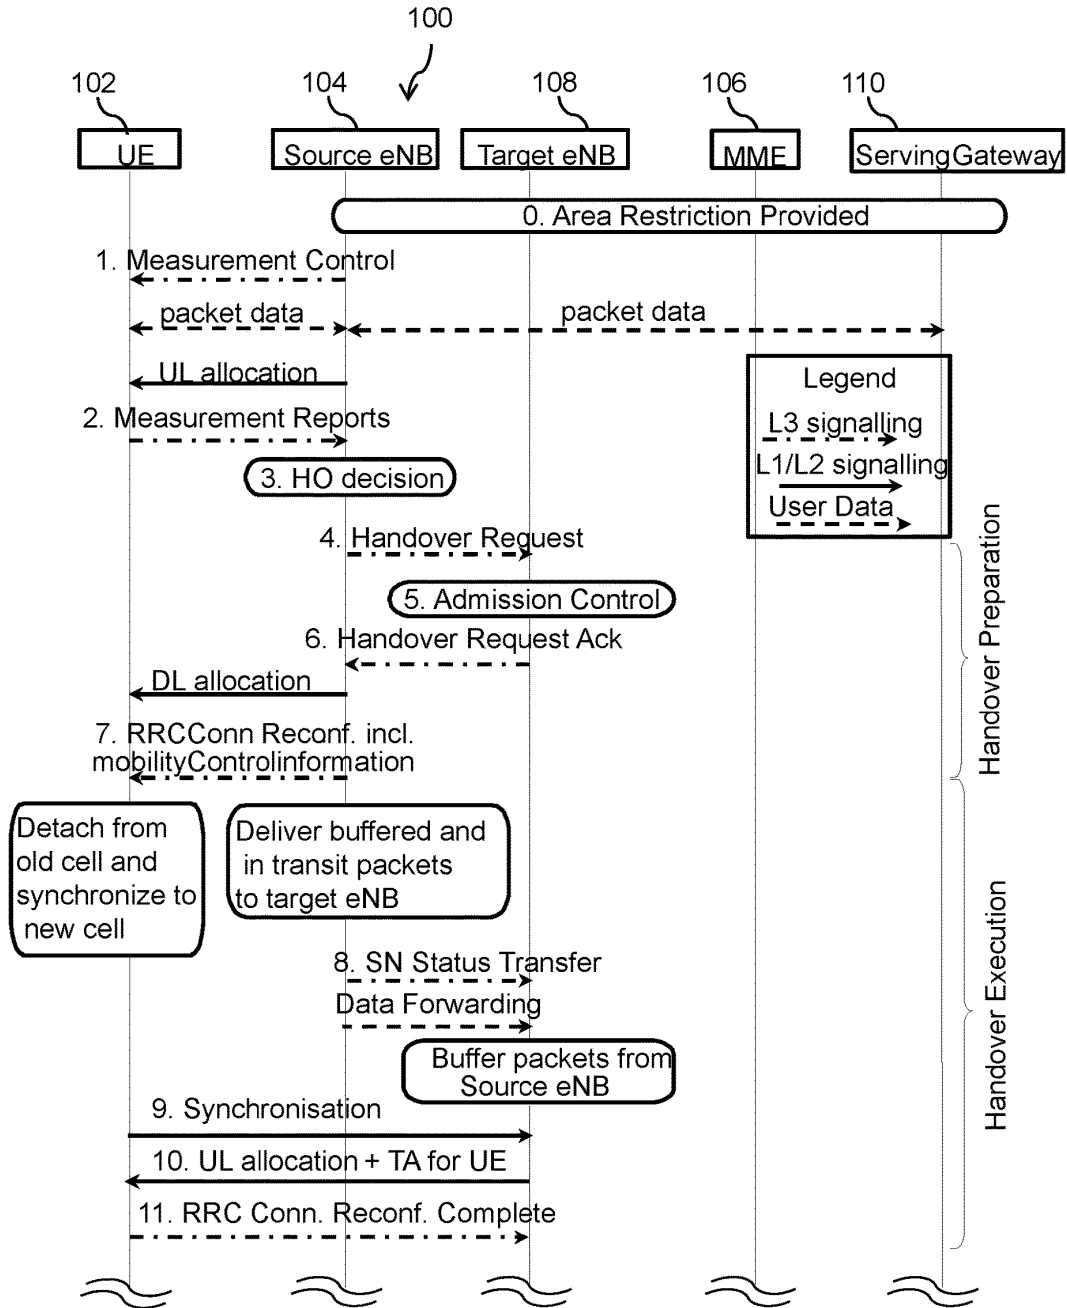 100
102
104
108
106
110
UE
Source eNB
Target eNB
MME
ServingGateway
0. Area Restriction Provided
1. Measurement Control
packet data
packet data
UL allocation
Legend
L3 signalling
L1/L2 signalling
User Data
2. Measurement Reports
3. HO decision
4. Handover Request
5. Admission Control
6. Handover Request Ack
DL allocation
7. RRCConn Reconf. incl.
mobilityControlinformation
Handover Preparation
Detach from
old cell and
synchronize to
new cell
Deliver buffered and
in transit packets
to target eNB
8. SN Status Transfer
Data Forwarding
Buffer packets from
Source eNB
9. Synchronisation
10. UL allocation + TA for UE
11. RRC Conn. Reconf. Complete
Handover Execution